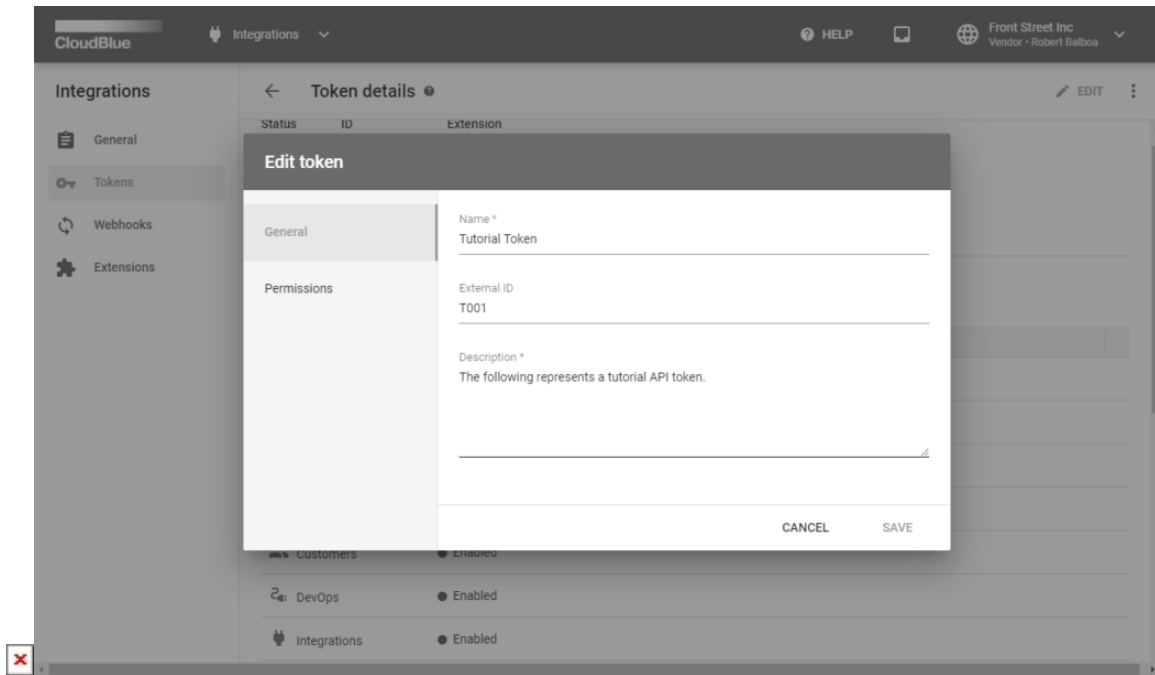 CloudBlue
Integrations
HELP
Front Street Inc
Vendor • Robert Balboa
Integrations
Token details
EDIT
General
Tokens
Webhooks
Extensions
Status ID Extension
Edit token
General
Permissions
Name *
Tutorial Token
External ID
T001
Description *
The following represents a tutorial API token.
CANCEL SAVE
Customers Enabled
DevOps Enabled
Integrations Enabled